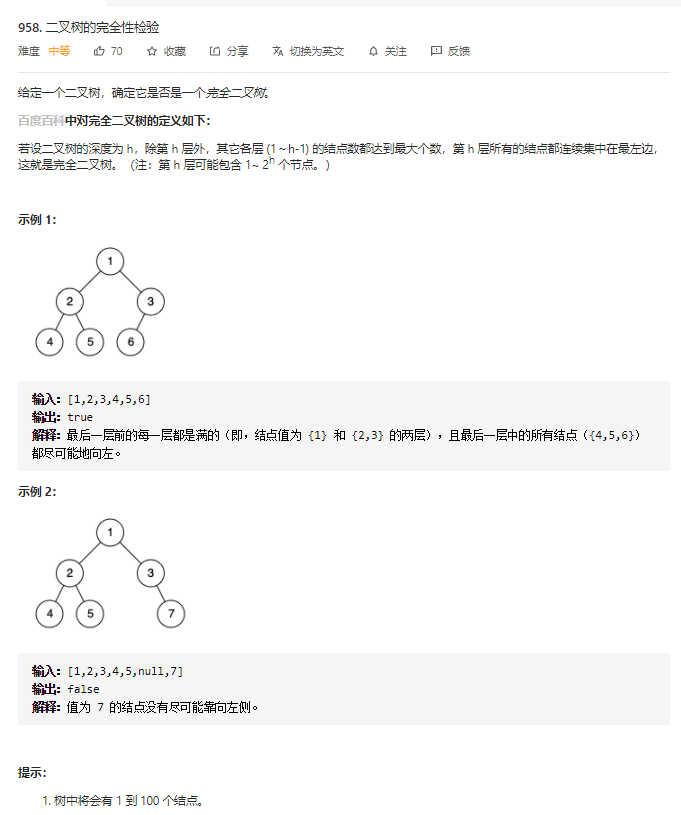 958. 二叉树的完全性检验
难度 中等 70 收藏 分享 切换为英文 关注 反馈
给定一个二叉树，确定它是否是一个完全二叉树。
百度百科中对完全二叉树的定义如下：
若设二叉树的深度为 h，除第 h 层外，其它各层 (1～h-1) 的结点数都达到最大个数，第 h 层所有的结点都连续集中在最左边，
这就是完全二叉树。（注：第 h 层可能包含 1~ 2h 个节点。）
示例 1：
1
2 3
4 5 6
输入：[1,2,3,4,5,6]
输出：true
解释：最后一层前的每一层都是满的（即，结点值为 {1} 和 {2,3} 的两层），且最后一层中的所有结点（{4,5,6}）
都尽可能地向左。
示例 2：
1
2 3
4 5 7
输入：[1,2,3,4,5,null,7]
输出：false
解释：值为 7 的结点没有尽可能靠向左侧。
提示：
1. 树中将会有 1 到 100 个结点。